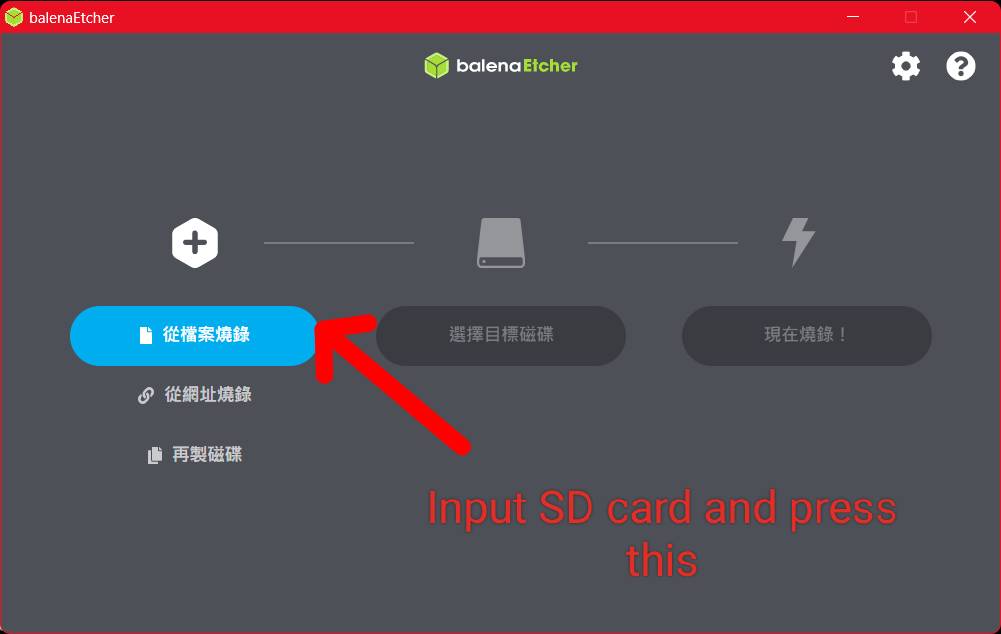 balenaEtcher
balenaEtcher
從檔案燒錄
選擇目標磁碟
現在燒錄！
從網址燒錄
再製磁碟
Input SD card and press
this